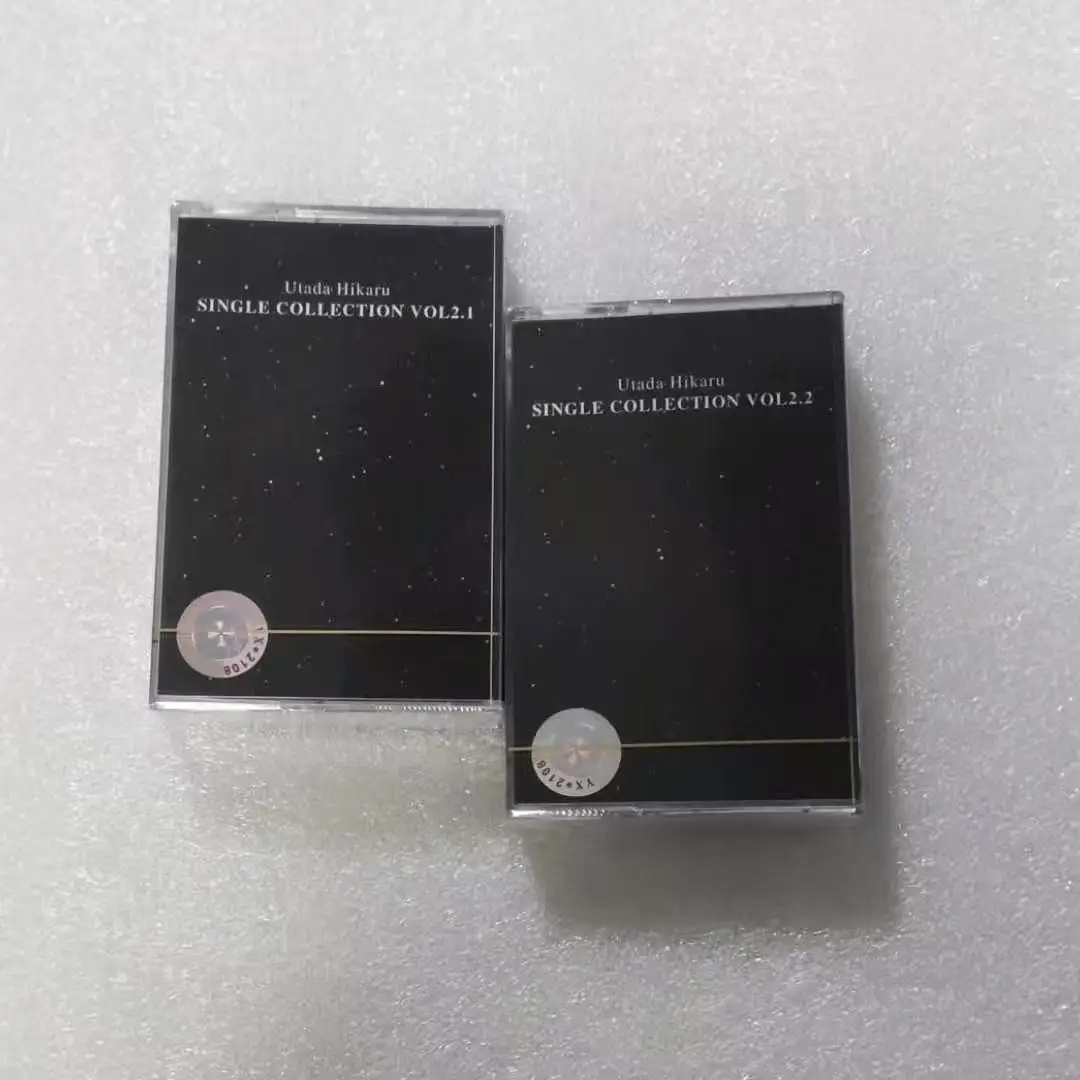 Utada Hikaru
SINGLE COLLECTION VOL2.1
YX*2108
Utada Hikaru
SINGLE COLLECTION VOL2.2
YX*2108